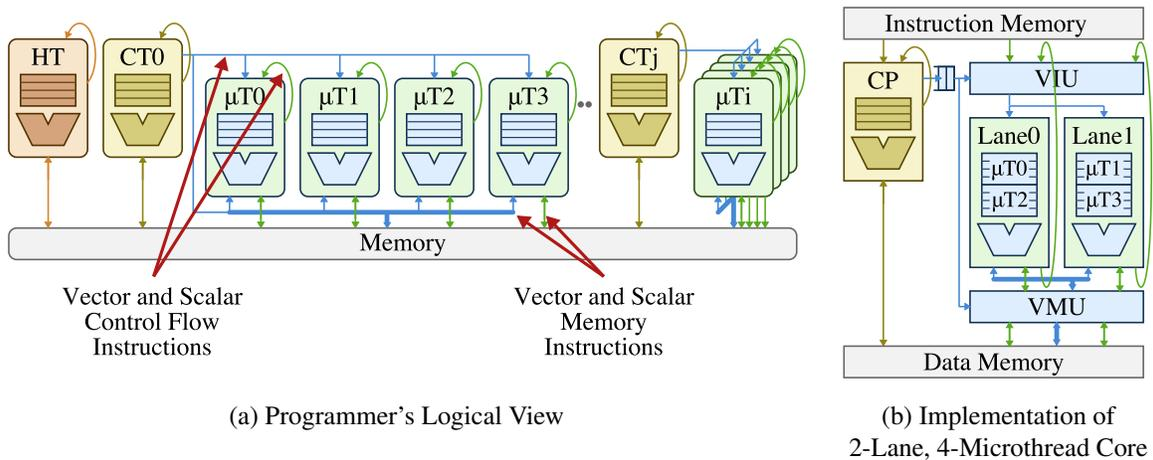 HT
CT0
μT0
μT1
μT2
μT3
CTj
μTi
Memory
Vector and Scalar
Control Flow
Instructions
Vector and Scalar
Memory
Instructions
(a) Programmer's Logical View
Instruction Memory
CP
VIU
Lane0
Lane1
μT0
μT1
μT2
μT3
VMU
Data Memory
(b) Implementation of
2-Lane, 4-Microthread Core